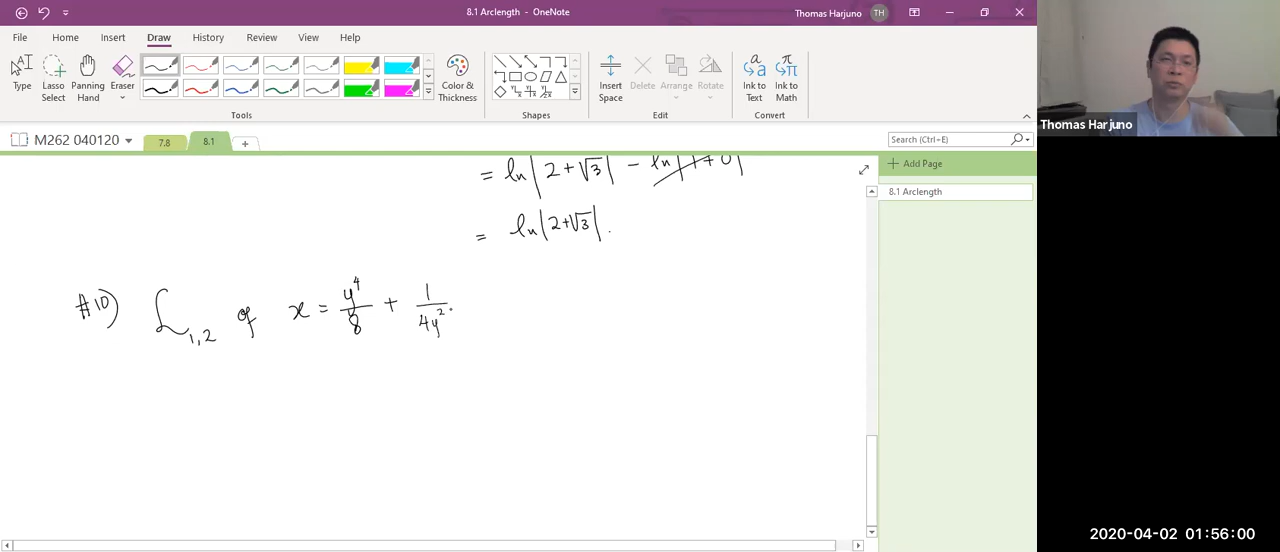 8.1 Arclength - OneNote
Thomas Harjuno TH
File Home Insert Draw History Review View Help
Type Lasso Select Panning Hand Eraser
Color & Thickness
Insert Space Delete Arrange Rotate
Ink to Text Ink to Math
Tools Shapes Edit Convert
M262 040120 7.8 8.1 +
Search (Ctrl+E)
+ Add Page
8.1 Arclength
= ln|2+√3| - ln|1+0|
= ln|2+√3|.
#10) L1,2 of x = y^4/8 + 1/4y^2.
Thomas Harjuno
2020-04-02 01:56:00